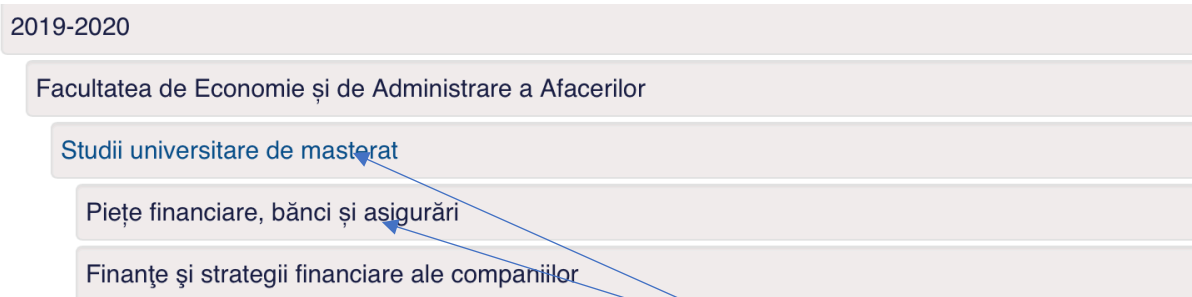 2019-2020
Facultatea de Economie și de Administrare a Afacerilor
Studii universitare de masterat
Piețe financiare, bănci și asigurări
Finanţe şi strategii financiare ale companiilor